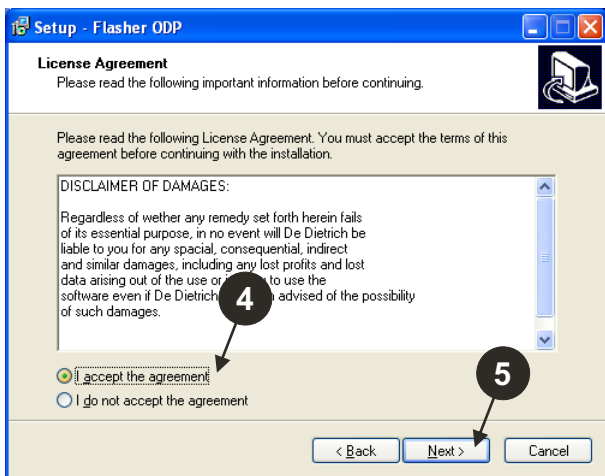 Setup - Flasher ODP
License Agreement
Please read the following important information before continuing.
Please read the following License Agreement. You must accept the terms of this
agreement before continuing with the installation.
DISCLAIMER OF DAMAGES:
Regardless of wether any remedy set forth herein fails
of its essential purpose, in no event will De Dietrich be
liable to you for any spacial, consequential, indirect
and similar damages, including any lost profits and lost
data arising out of the use or to use the
software even if De Dietrich advised of the possibility
of such damages.
4
I accept the agreement
I do not accept the agreement
5
< Back
Next >
Cancel